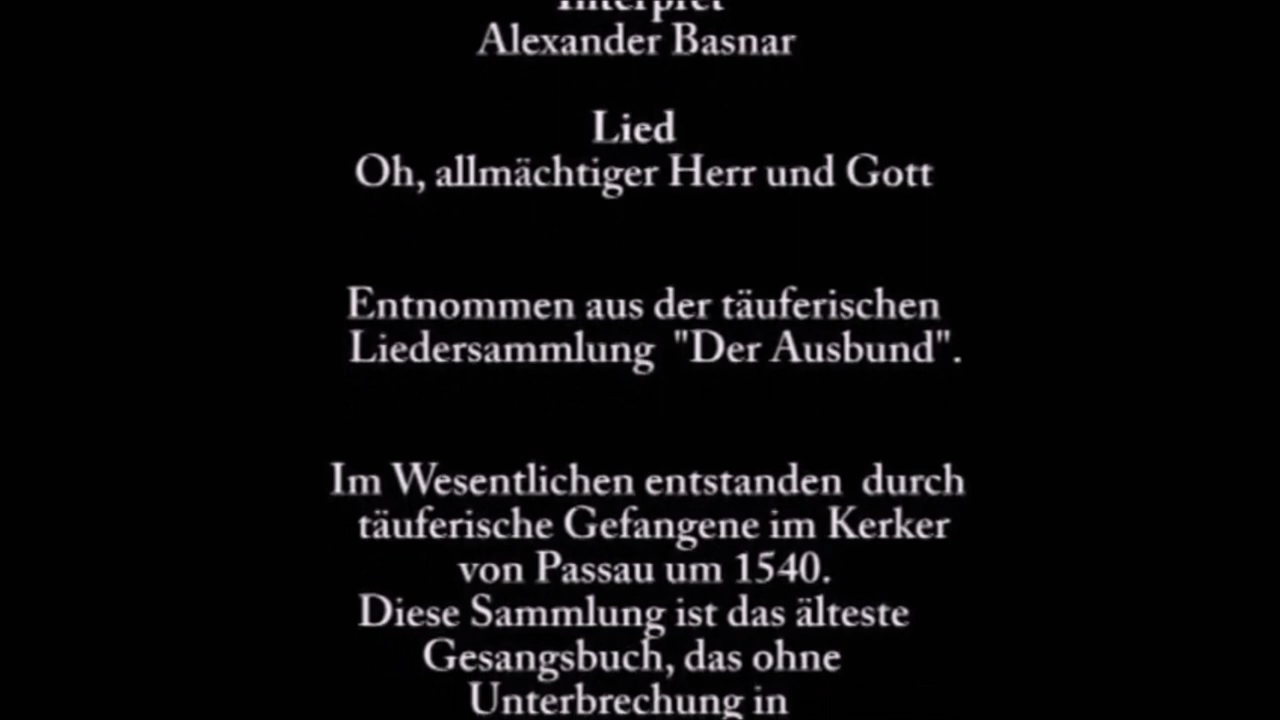 Interpret
Alexander Basnar
Lied
Oh, allmächtiger Herr und Gott
Entnommen aus der täuferischen
Liedersammlung "Der Ausbund".
Im Wesentlichen entstanden durch
täuferische Gefangene im Kerker
von Passau um 1540.
Diese Sammlung ist das älteste
Gesangsbuch, das ohne
Unterbrechung in